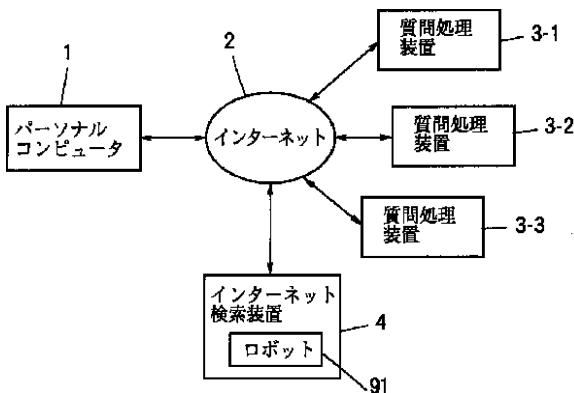 1
パーソナル
コンピュータ
2
インターネット
質問処理
装置
3-1
質問処理
装置
3-2
質問処理
装置
3-3
インターネット
検索装置
ロボット
4
91